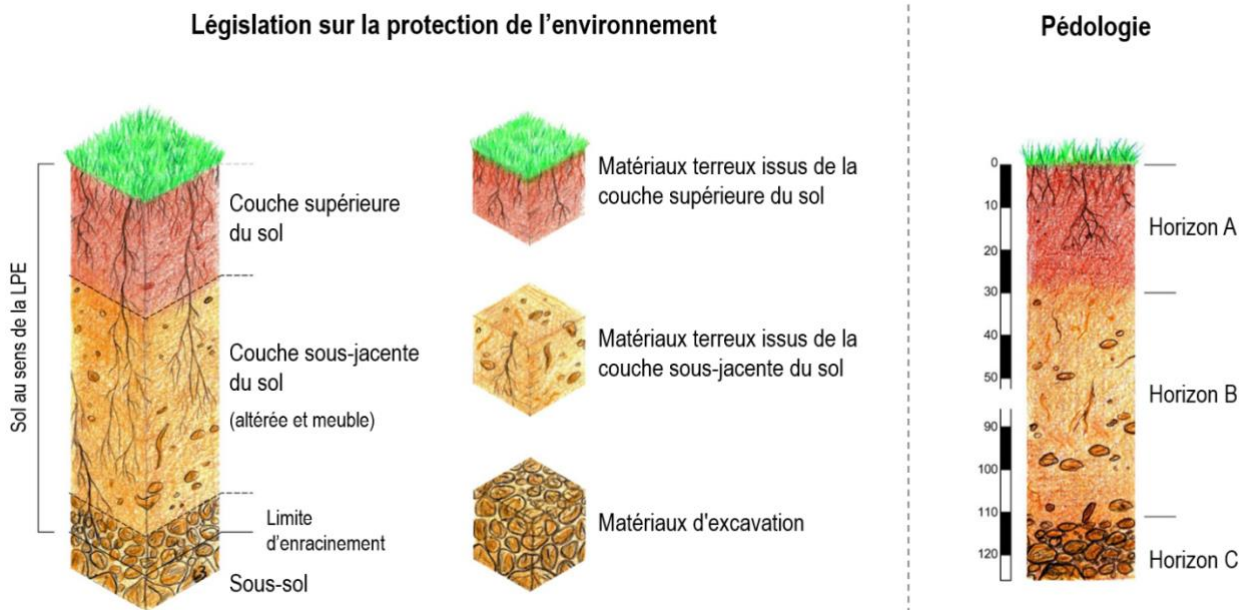 Législation sur la protection de l’environnement
Sol au sens de la LPE
Couche supérieure
du sol
Couche sous-jacente
du sol
(altérée et meuble)
Limite
d’enracinement
Sous-sol
Matériaux terreux issus de la
couche supérieure du sol
Matériaux terreux issus de la
couche sous-jacente du sol
Matériaux d'excavation
Pédologie
0
10
20
30
40
50
90
100
110
120
Horizon A
Horizon B
Horizon C